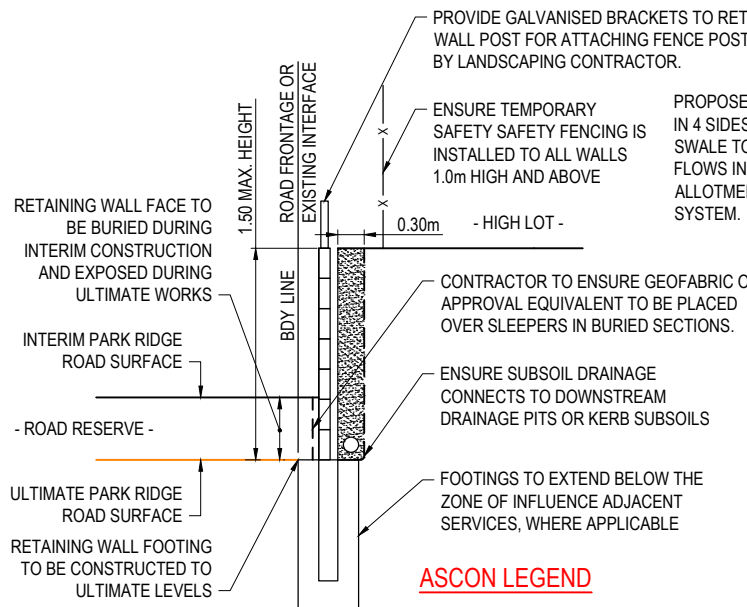 PROVIDE GALVANISED BRACKETS TO RET
WALL POST FOR ATTACHING FENCE POST
BY LANDSCAPING CONTRACTOR.
ENSURE TEMPORARY
SAFETY SAFETY FENCING IS
INSTALLED TO ALL WALLS
1.0m HIGH AND ABOVE
PROPOSE
IN 4 SIDES
SWALE TO
FLOWS IN
ALLOTME
SYSTEM.
1.50 MAX. HEIGHT
ROAD FRONTAGE OR
EXISTING INTERFACE
BDY LINE
X
X
0.30m
- HIGH LOT -
RETAINING WALL FACE TO
BE BURIED DURING
INTERIM CONSTRUCTION
AND EXPOSED DURING
ULTIMATE WORKS
CONTRACTOR TO ENSURE GEOFABRIC O
APPROVAL EQUIVALENT TO BE PLACED
OVER SLEEPERS IN BURIED SECTIONS.
INTERIM PARK RIDGE
ROAD SURFACE
ENSURE SUBSOIL DRAINAGE
CONNECTS TO DOWNSTREAM
DRAINAGE PITS OR KERB SUBSOILS
- ROAD RESERVE -
ULTIMATE PARK RIDGE
ROAD SURFACE
FOOTINGS TO EXTEND BELOW THE
ZONE OF INFLUENCE ADJACENT
SERVICES, WHERE APPLICABLE
RETAINING WALL FOOTING
TO BE CONSTRUCTED TO
ULTIMATE LEVELS
ASCON LEGEND